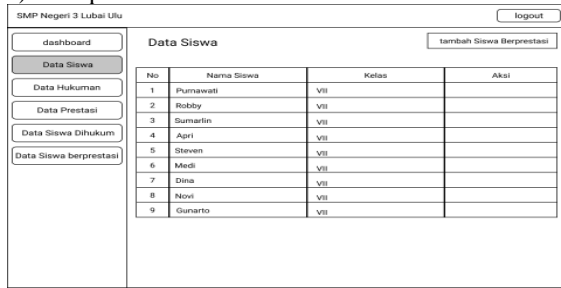 SMP Negeri 3 Lubai Ulu
logout
dashboard
Data Siswa
Data Hukuman
Data Prestasi
Data Siswa Dihukum
Data Siswa berprestasi
Data Siswa
tambah Siswa Berprestasi
No Nama Siswa Kelas Aksi
1 Purnawati VII
2 Robby VII
3 Sumarlin VII
4 Apri VII
5 Steven VII
6 Medi VII
7 Dina VII
8 Novi VII
9 Gunarto VII